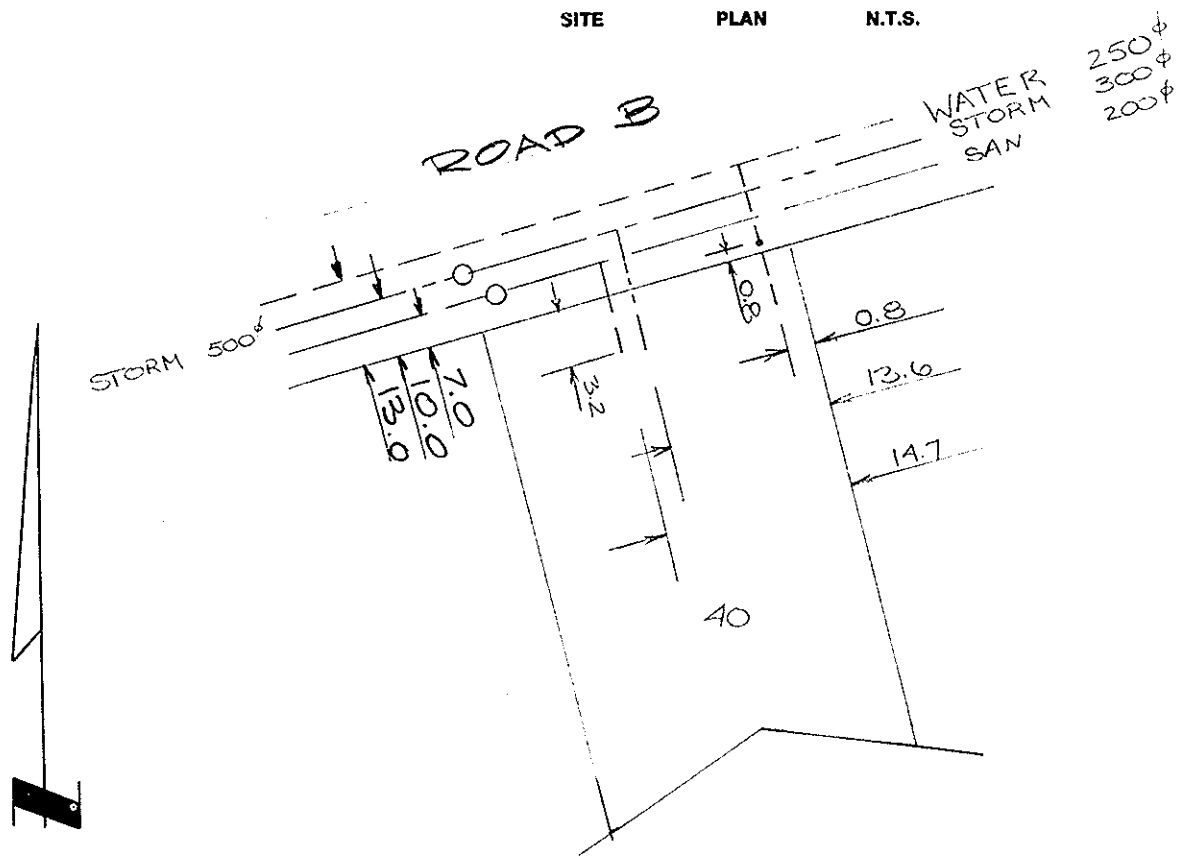 SITE PLAN N.T.S.
ROAD B
WATER 250φ
STORM 300φ
SAN 200φ
STORM 500φ
13.0
10.0
7.0
3.2
0.8
0.8
13.6
14.7
40